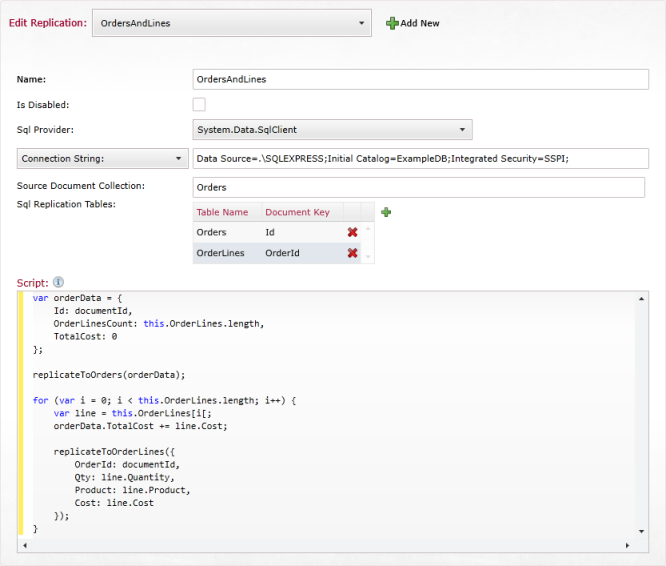 Edit Replication: OrdersAndLines Add New
Name: OrdersAndLines
Is Disabled:
Sql Provider: System.Data.SqlClient
Connection String: Data Source=.\SQLEXPRESS;Initial Catalog=ExampleDB;Integrated Security=SSPI;
Source Document Collection: Orders
Sql Replication Tables:
Table Name Document Key
Orders Id
OrderLines OrderId
Script:
var orderData = {
    Id: documentId,
    OrderLinesCount: this.OrderLines.length,
    TotalCost: 0
};
replicateToOrders(orderData);
for (var i = 0; i < this.OrderLines.length; i++) {
    var line = this.OrderLines[i[;
    orderData.TotalCost += line.Cost;
    replicateToOrderLines({
        OrderId: documentId,
        Qty: line.Quantity,
        Product: line.Product,
        Cost: line.Cost
    });
}